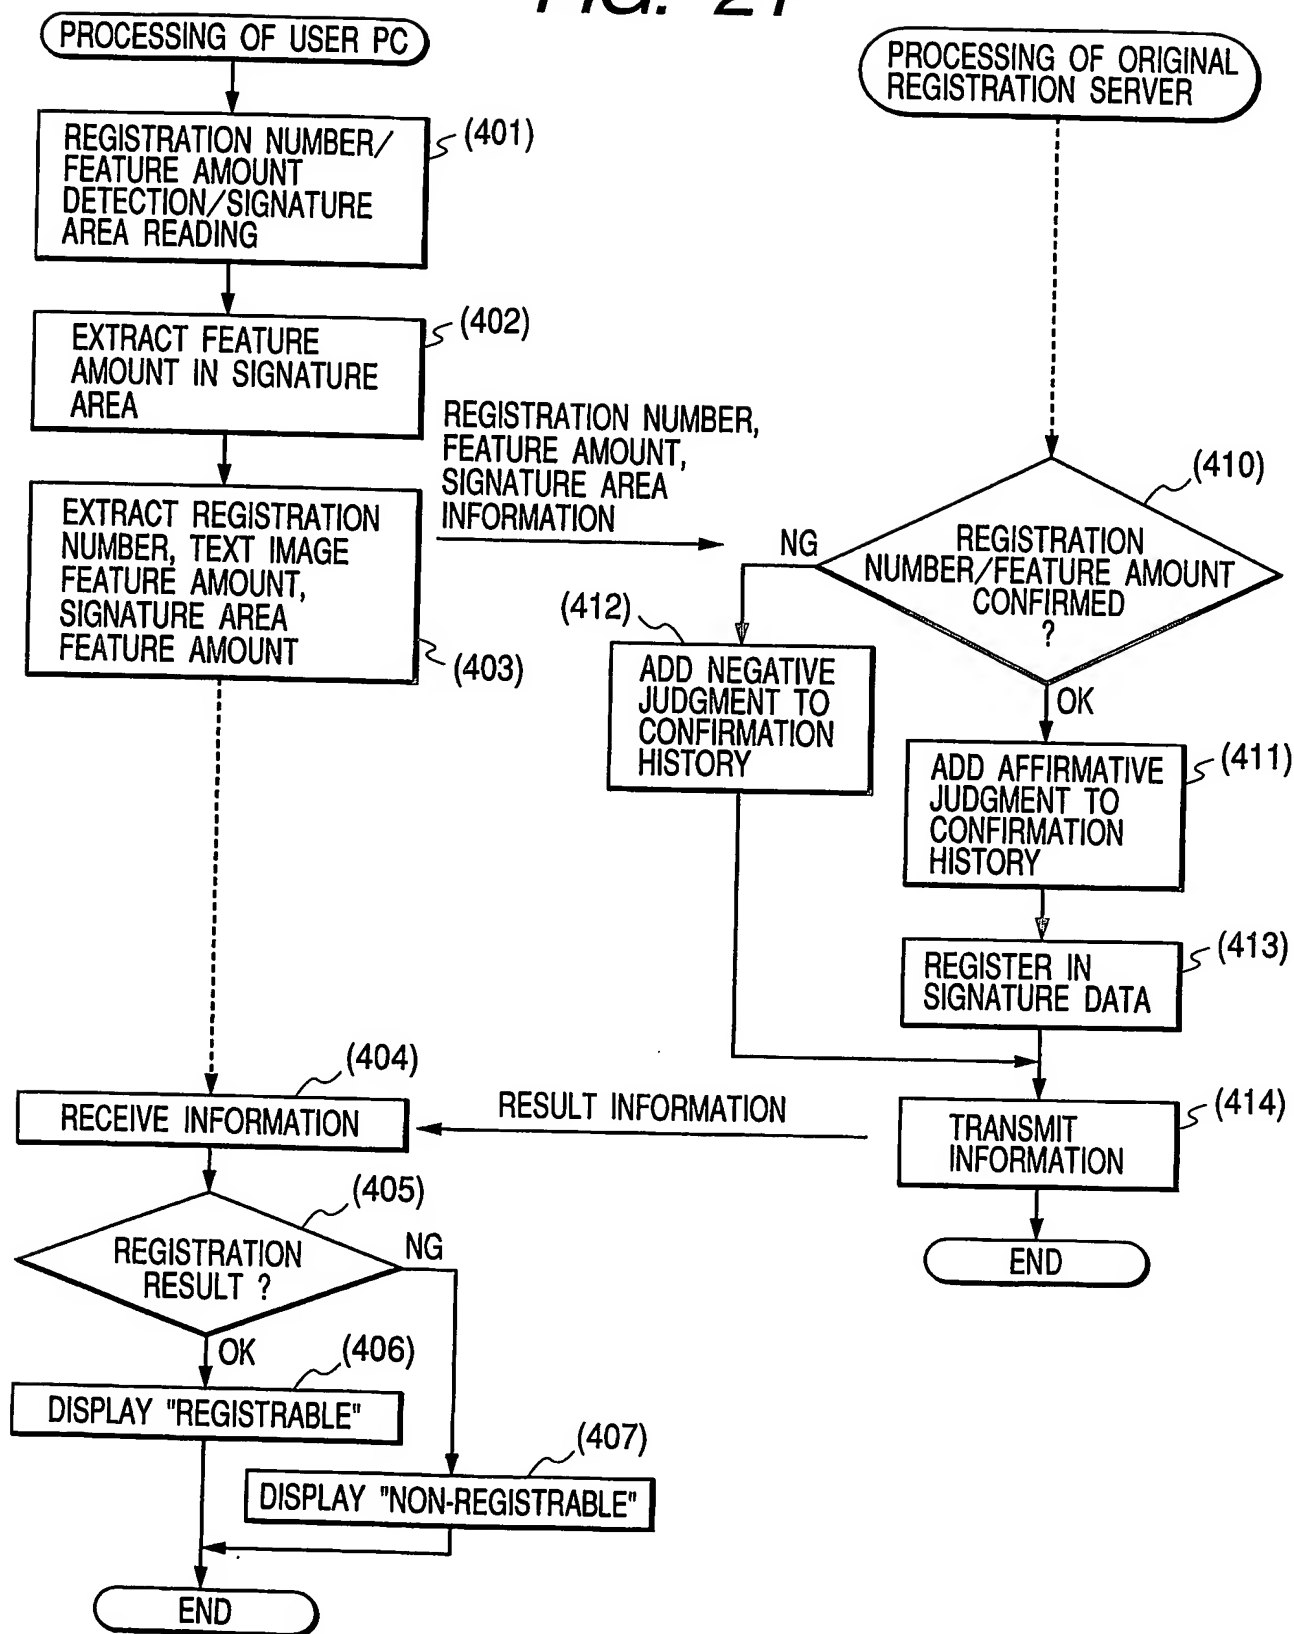 FIG. 21
PROCESSING OF USER PC
REGISTRATION NUMBER/
FEATURE AMOUNT
DETECTION/SIGNATURE
AREA READING
(401)
EXTRACT FEATURE
AMOUNT IN SIGNATURE
AREA
(402)
EXTRACT REGISTRATION
NUMBER, TEXT IMAGE
FEATURE AMOUNT,
SIGNATURE AREA
FEATURE AMOUNT
(403)
REGISTRATION NUMBER,
FEATURE AMOUNT,
SIGNATURE AREA
INFORMATION
PROCESSING OF ORIGINAL
REGISTRATION SERVER
(410)
REGISTRATION
NUMBER/FEATURE AMOUNT
CONFIRMED
?
NG
OK
(412)
ADD NEGATIVE
JUDGMENT TO
CONFIRMATION
HISTORY
ADD AFFIRMATIVE
JUDGMENT TO
CONFIRMATION
HISTORY
(411)
REGISTER IN
SIGNATURE DATA
(413)
TRANSMIT
INFORMATION
(414)
END
RESULT INFORMATION
(404)
RECEIVE INFORMATION
(405)
REGISTRATION
RESULT ?
NG
OK
(406)
DISPLAY "REGISTRABLE"
(407)
DISPLAY "NON-REGISTRABLE"
END